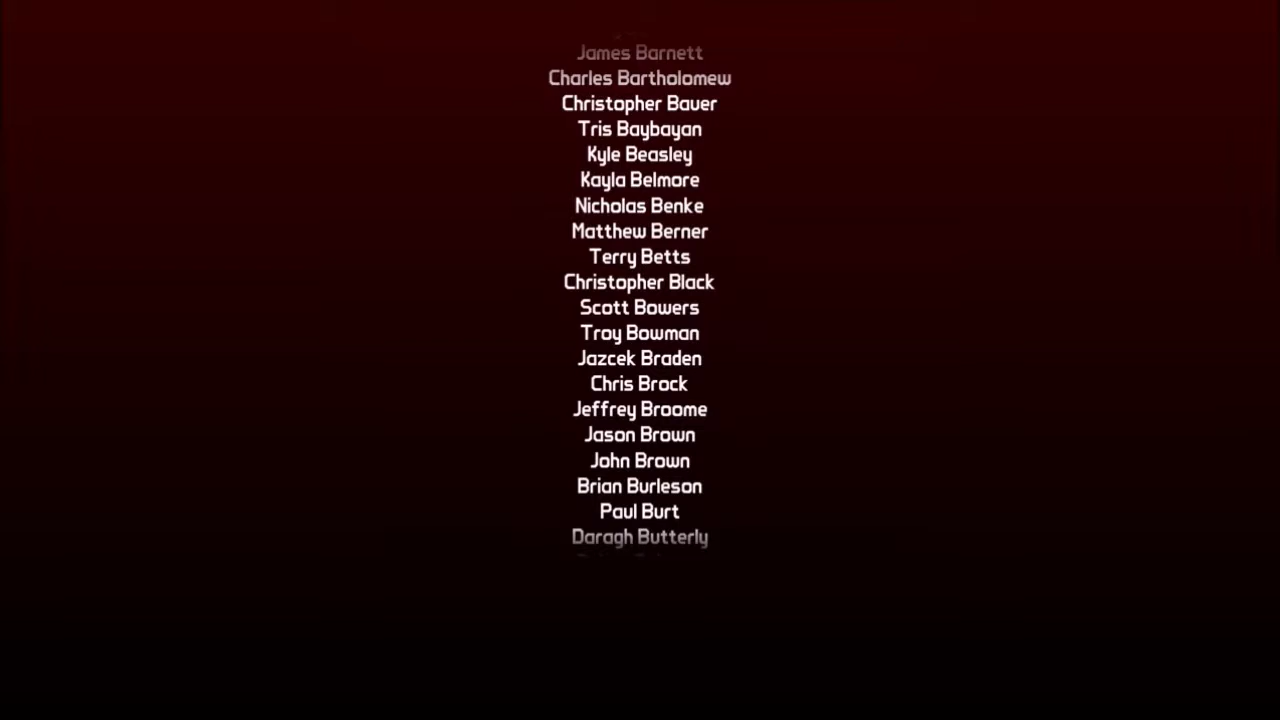 James Barnett
Charles Bartholomew
Christopher Bauer
Tris Baybayan
Kyle Beasley
Kayla Belmore
Nicholas Benke
Matthew Berner
Terry Betts
Christopher Black
Scott Bowers
Troy Bowman
Jazcek Braden
Chris Brock
Jeffrey Broome
Jason Brown
John Brown
Brian Burleson
Paul Burt
Daragh Butterly